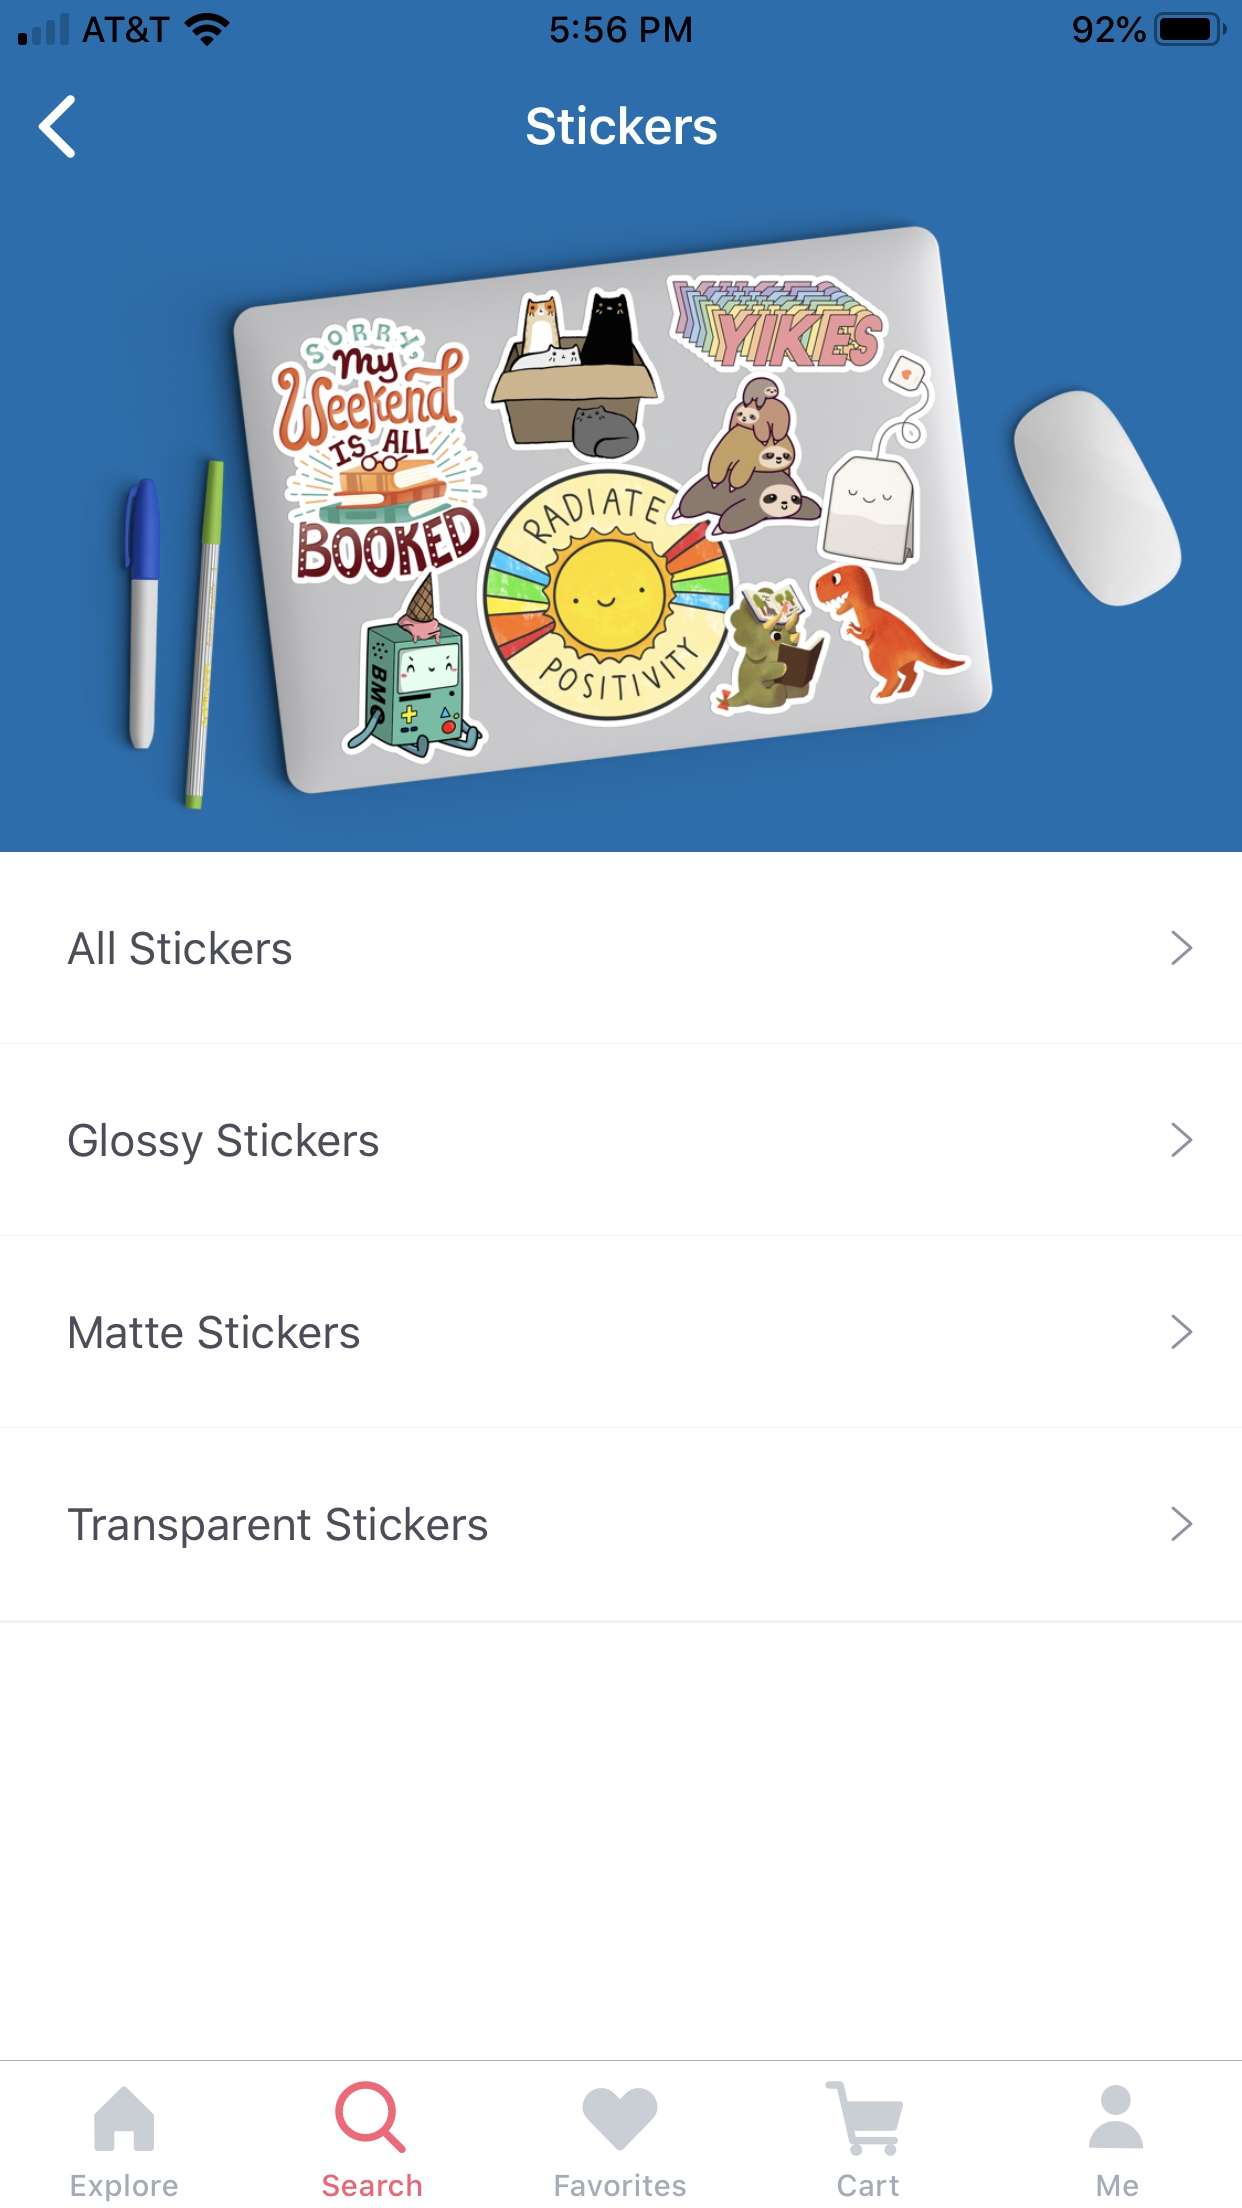 AT&T 5:56 PM 92%
Stickers
SORRY,
My
Weekend
IS ALL
BOOKED
YIKES
RADIATE
POSITIVITY
BMO
All Stickers
Glossy Stickers
Matte Stickers
Transparent Stickers
Explore Search Favorites Cart Me